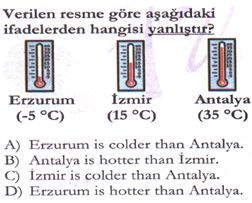 Verilen resme göre aşağıdaki
ifadelerden hangisi yanlıştır?
Erzurum İzmir Antalya
(-5 °C) (15 °C) (35 °C)
A) Erzurum is colder than Antalya.
B) Antalya is hotter than İzmir.
C) İzmir is colder than Antalya.
D) Erzurum is hotter than Antalya.